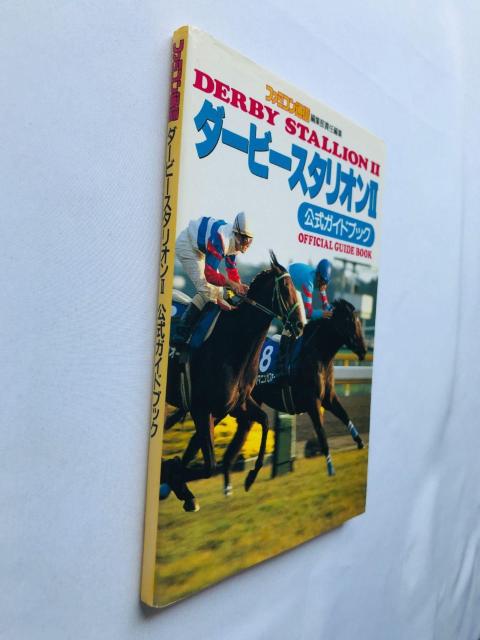 ファミコン通信
編集部責任編集
DERBY STALLION II
ダービースタリオンII
公式ガイドブック
OFFICIAL GUIDE BOOK
8
ファミコン通信 ダービースタリオンII 公式ガイドブック